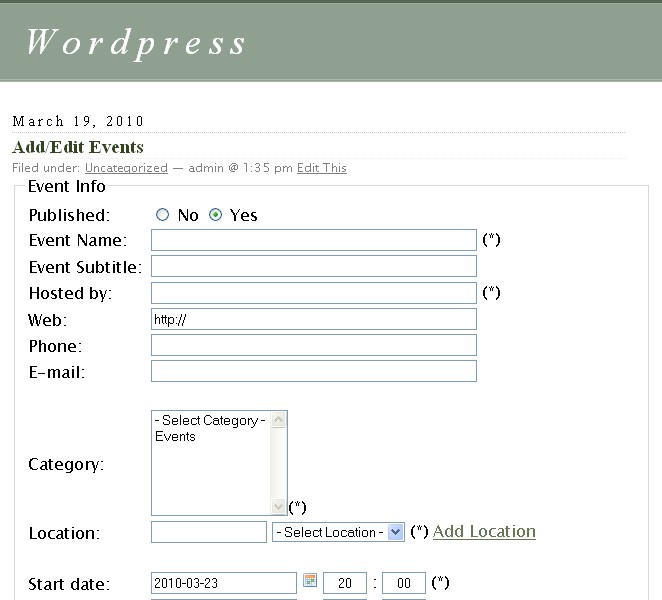 Wordpress
March 19, 2010
Add/Edit Events
Filed under: Uncategorized — admin @ 1:35 pm Edit This
Event Info
Published: No Yes
Event Name: (*)
Event Subtitle:
Hosted by: (*)
Web: http://
Phone:
E-mail:
- Select Category -
Events
Category:
(*)
Location: - Select Location - (*) Add Location
Start date: 2010-03-23 20 : 00 (*)